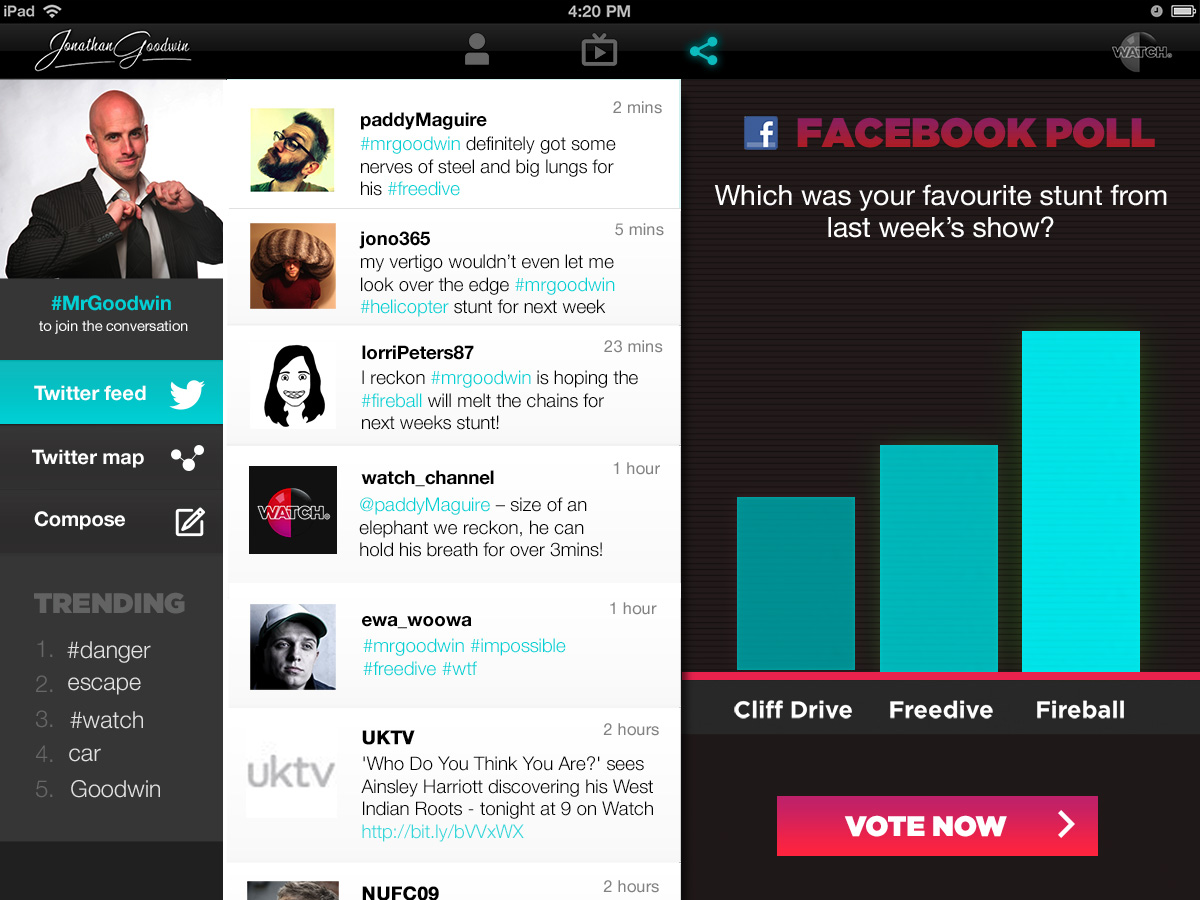 iPad
4:20 PM
Jonathan Goodwin
WATCH.
#MrGoodwin
to join the conversation
Twitter feed
Twitter map
Compose
TRENDING
1. #danger
2. escape
3. #watch
4. car
5. Goodwin
paddyMaguire
2 mins
#mrgoodwin definitely got some
nerves of steel and big lungs for
his #freedive
jono365
5 mins
my vertigo wouldn't even let me
look over the edge #mrgoodwin
#helicopter stunt for next week
lorriPeters87
23 mins
I reckon #mrgoodwin is hoping the
#fireball will melt the chains for
next weeks stunt!
WATCH.
watch_channel
1 hour
@paddyMaguire – size of an
elephant we reckon, he can
hold his breath for over 3mins!
ewa_woowa
1 hour
#mrgoodwin #impossible
#freedive #wtf
uktv
UKTV
2 hours
'Who Do You Think You Are?' sees
Ainsley Harriott discovering his West
Indian Roots - tonight at 9 on Watch
http://bit.ly/bVVxWX
NUFC09
2 hours
f FACEBOOK POLL
Which was your favourite stunt from
last week's show?
Cliff Drive Freedive Fireball
VOTE NOW